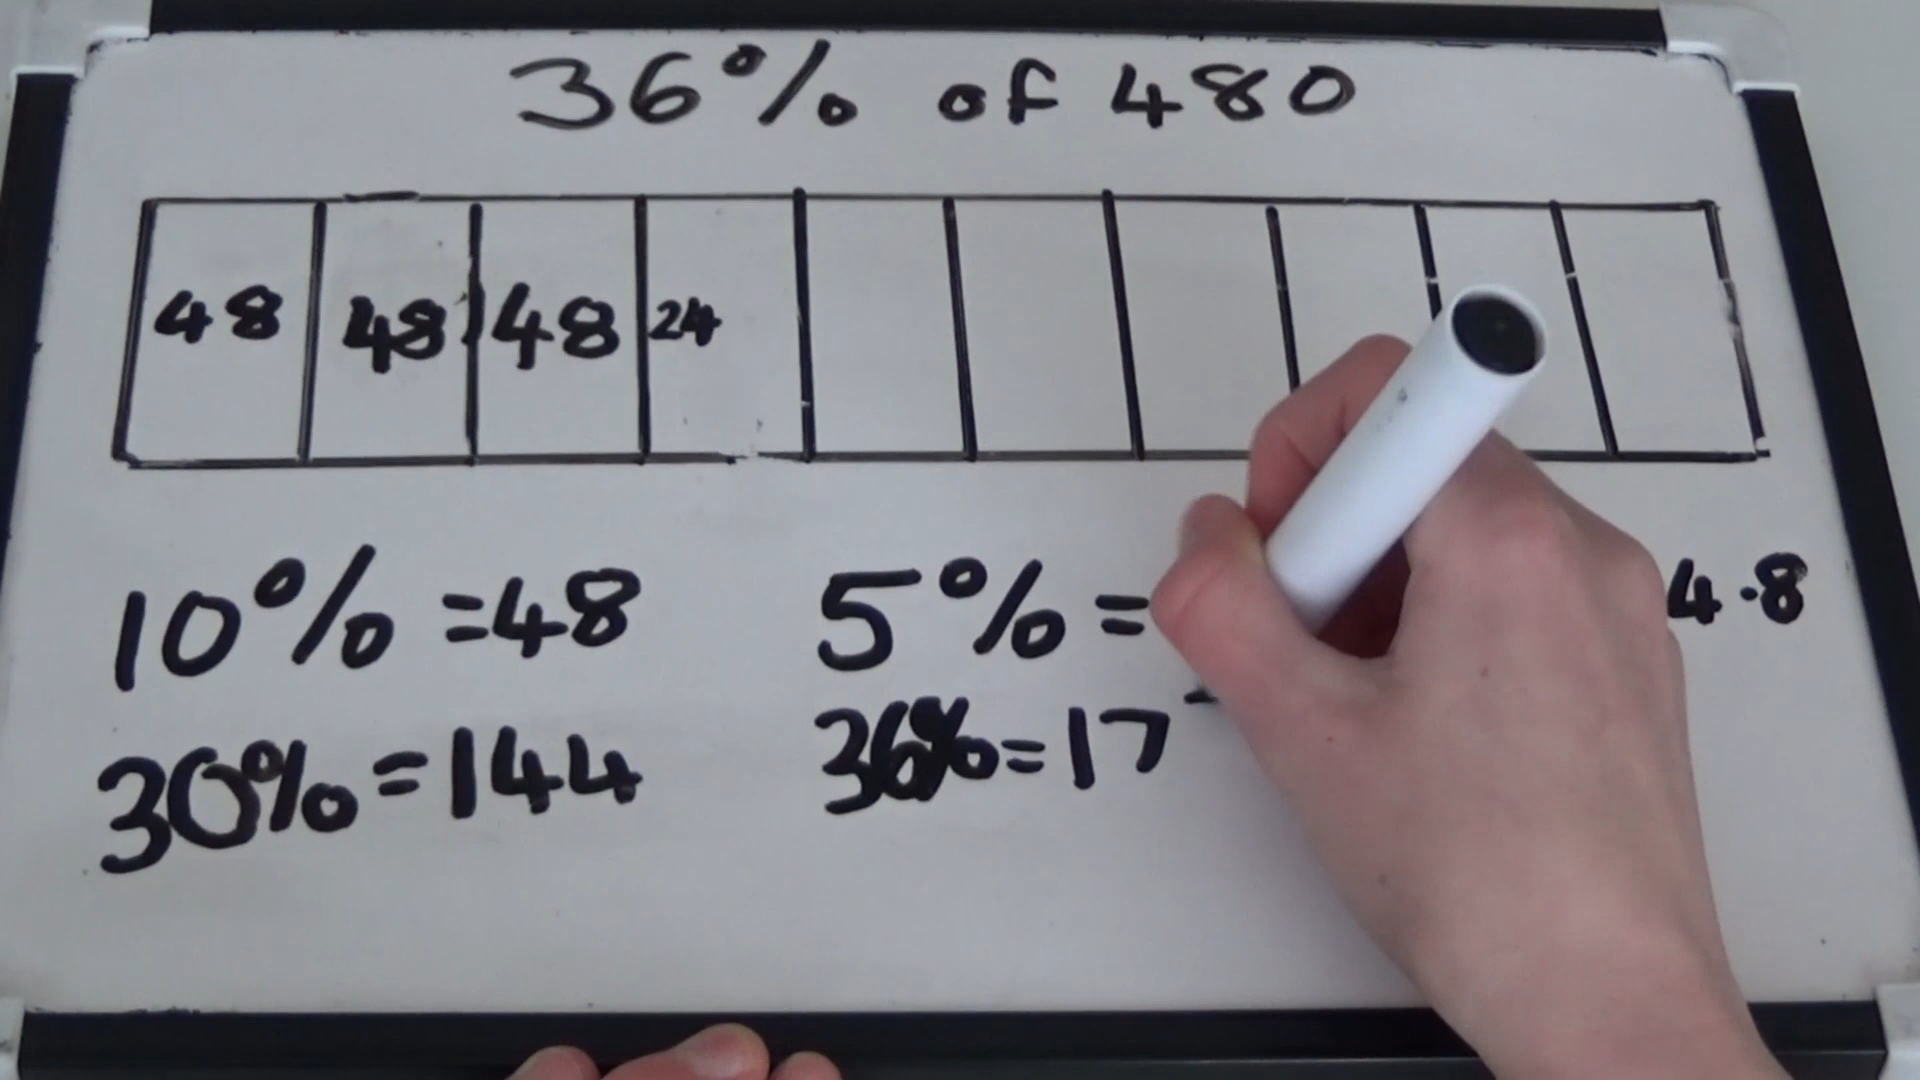 36% of 480
48 48 48 24
10% =48 5% = 4.8
30% =144 36%=17